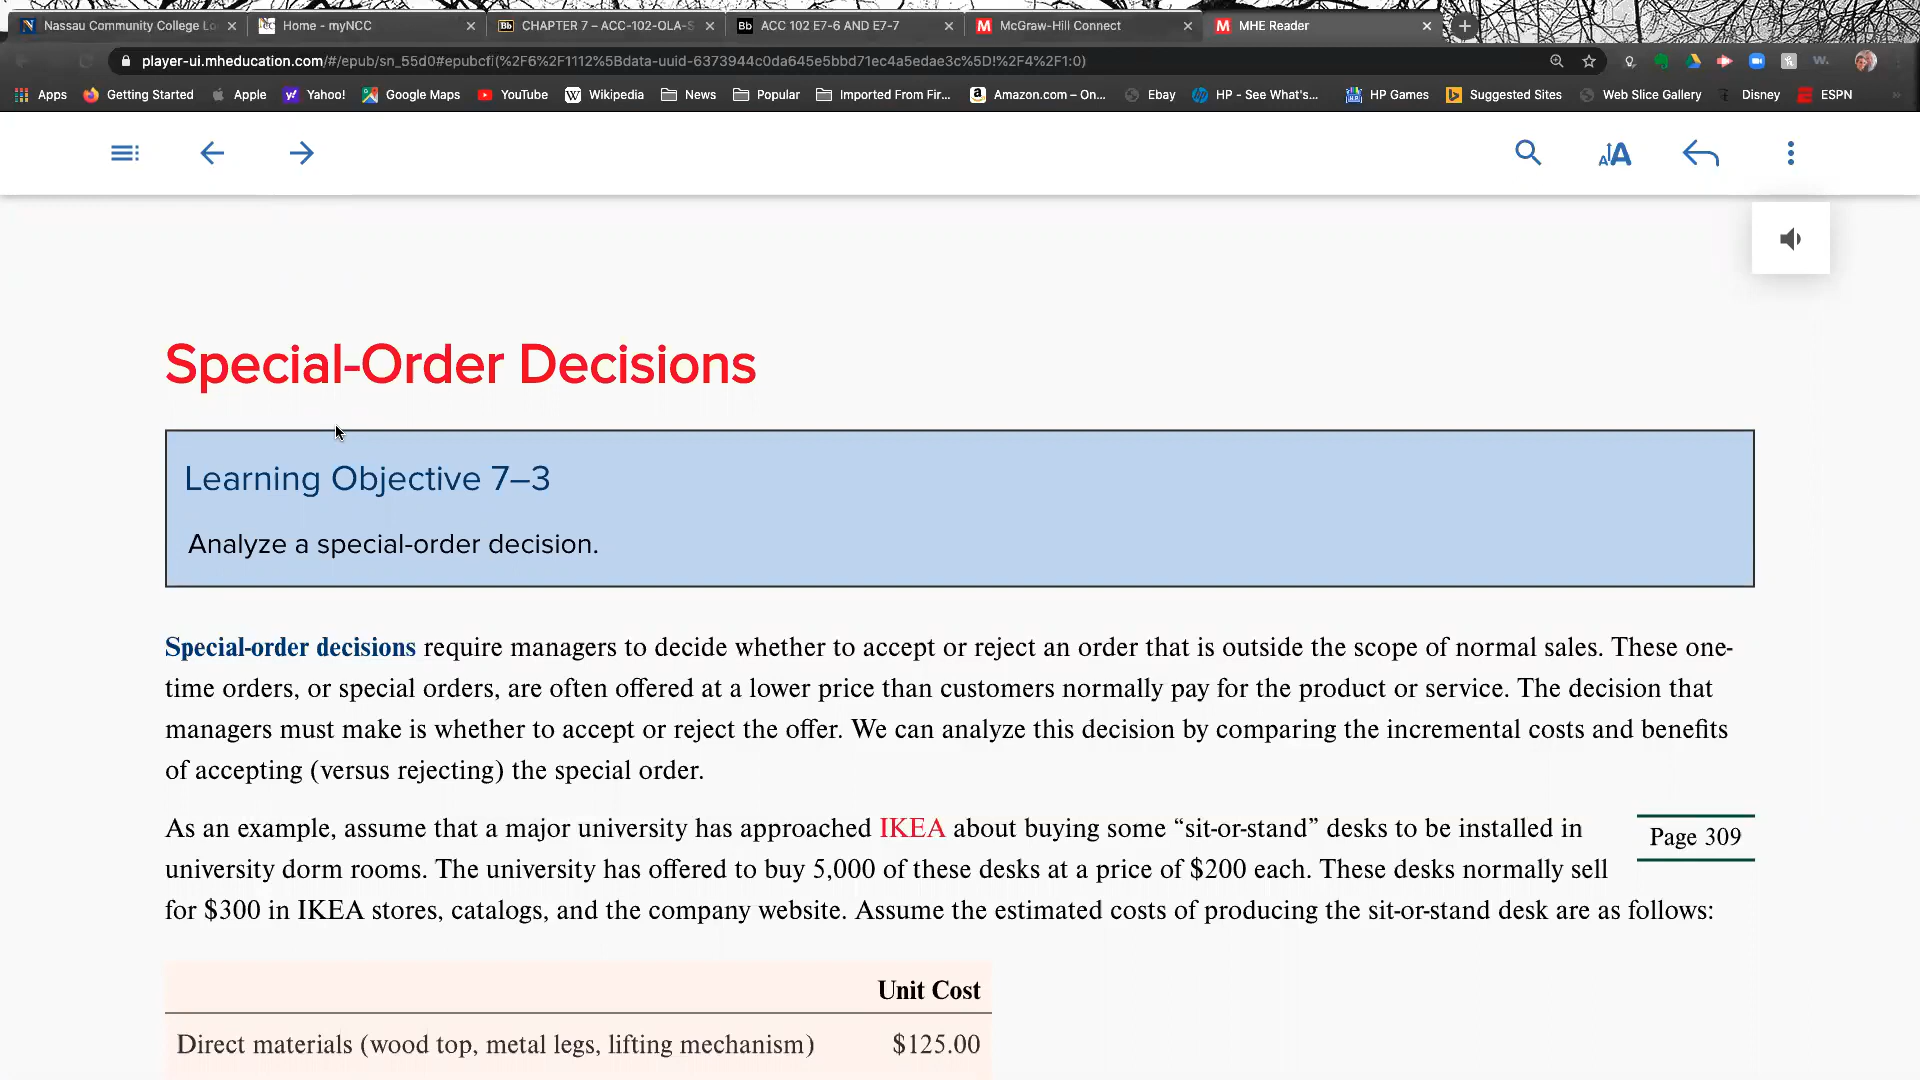 Nassau Community College Lo
Home - myNCC
Bb CHAPTER 7 – ACC-102-OLA-S
Bb ACC 102 E7-6 AND E7-7
M McGraw-Hill Connect
M MHE Reader
player-ui.mheducation.com/#/epub/sn_55d0#epubcfi(%2F6%2F1112%5Bdata-uuid-6373944c0da645e5bbd71ec4a5edae3c%5D!%2F4%2F1:0)
Apps Getting Started Apple Yahoo! Google Maps YouTube Wikipedia News Popular Imported From Fir... Amazon.com – On... Ebay HP - See What's... HP Games Suggested Sites Web Slice Gallery Disney ESPN
Special-Order Decisions
Learning Objective 7–3
Analyze a special-order decision.
Special-order decisions require managers to decide whether to accept or reject an order that is outside the scope of normal sales. These one-
time orders, or special orders, are often offered at a lower price than customers normally pay for the product or service. The decision that
managers must make is whether to accept or reject the offer. We can analyze this decision by comparing the incremental costs and benefits
of accepting (versus rejecting) the special order.
As an example, assume that a major university has approached IKEA about buying some “sit-or-stand” desks to be installed in
Page 309
university dorm rooms. The university has offered to buy 5,000 of these desks at a price of $200 each. These desks normally sell
for $300 in IKEA stores, catalogs, and the company website. Assume the estimated costs of producing the sit-or-stand desk are as follows:
Unit Cost
Direct materials (wood top, metal legs, lifting mechanism) $125.00